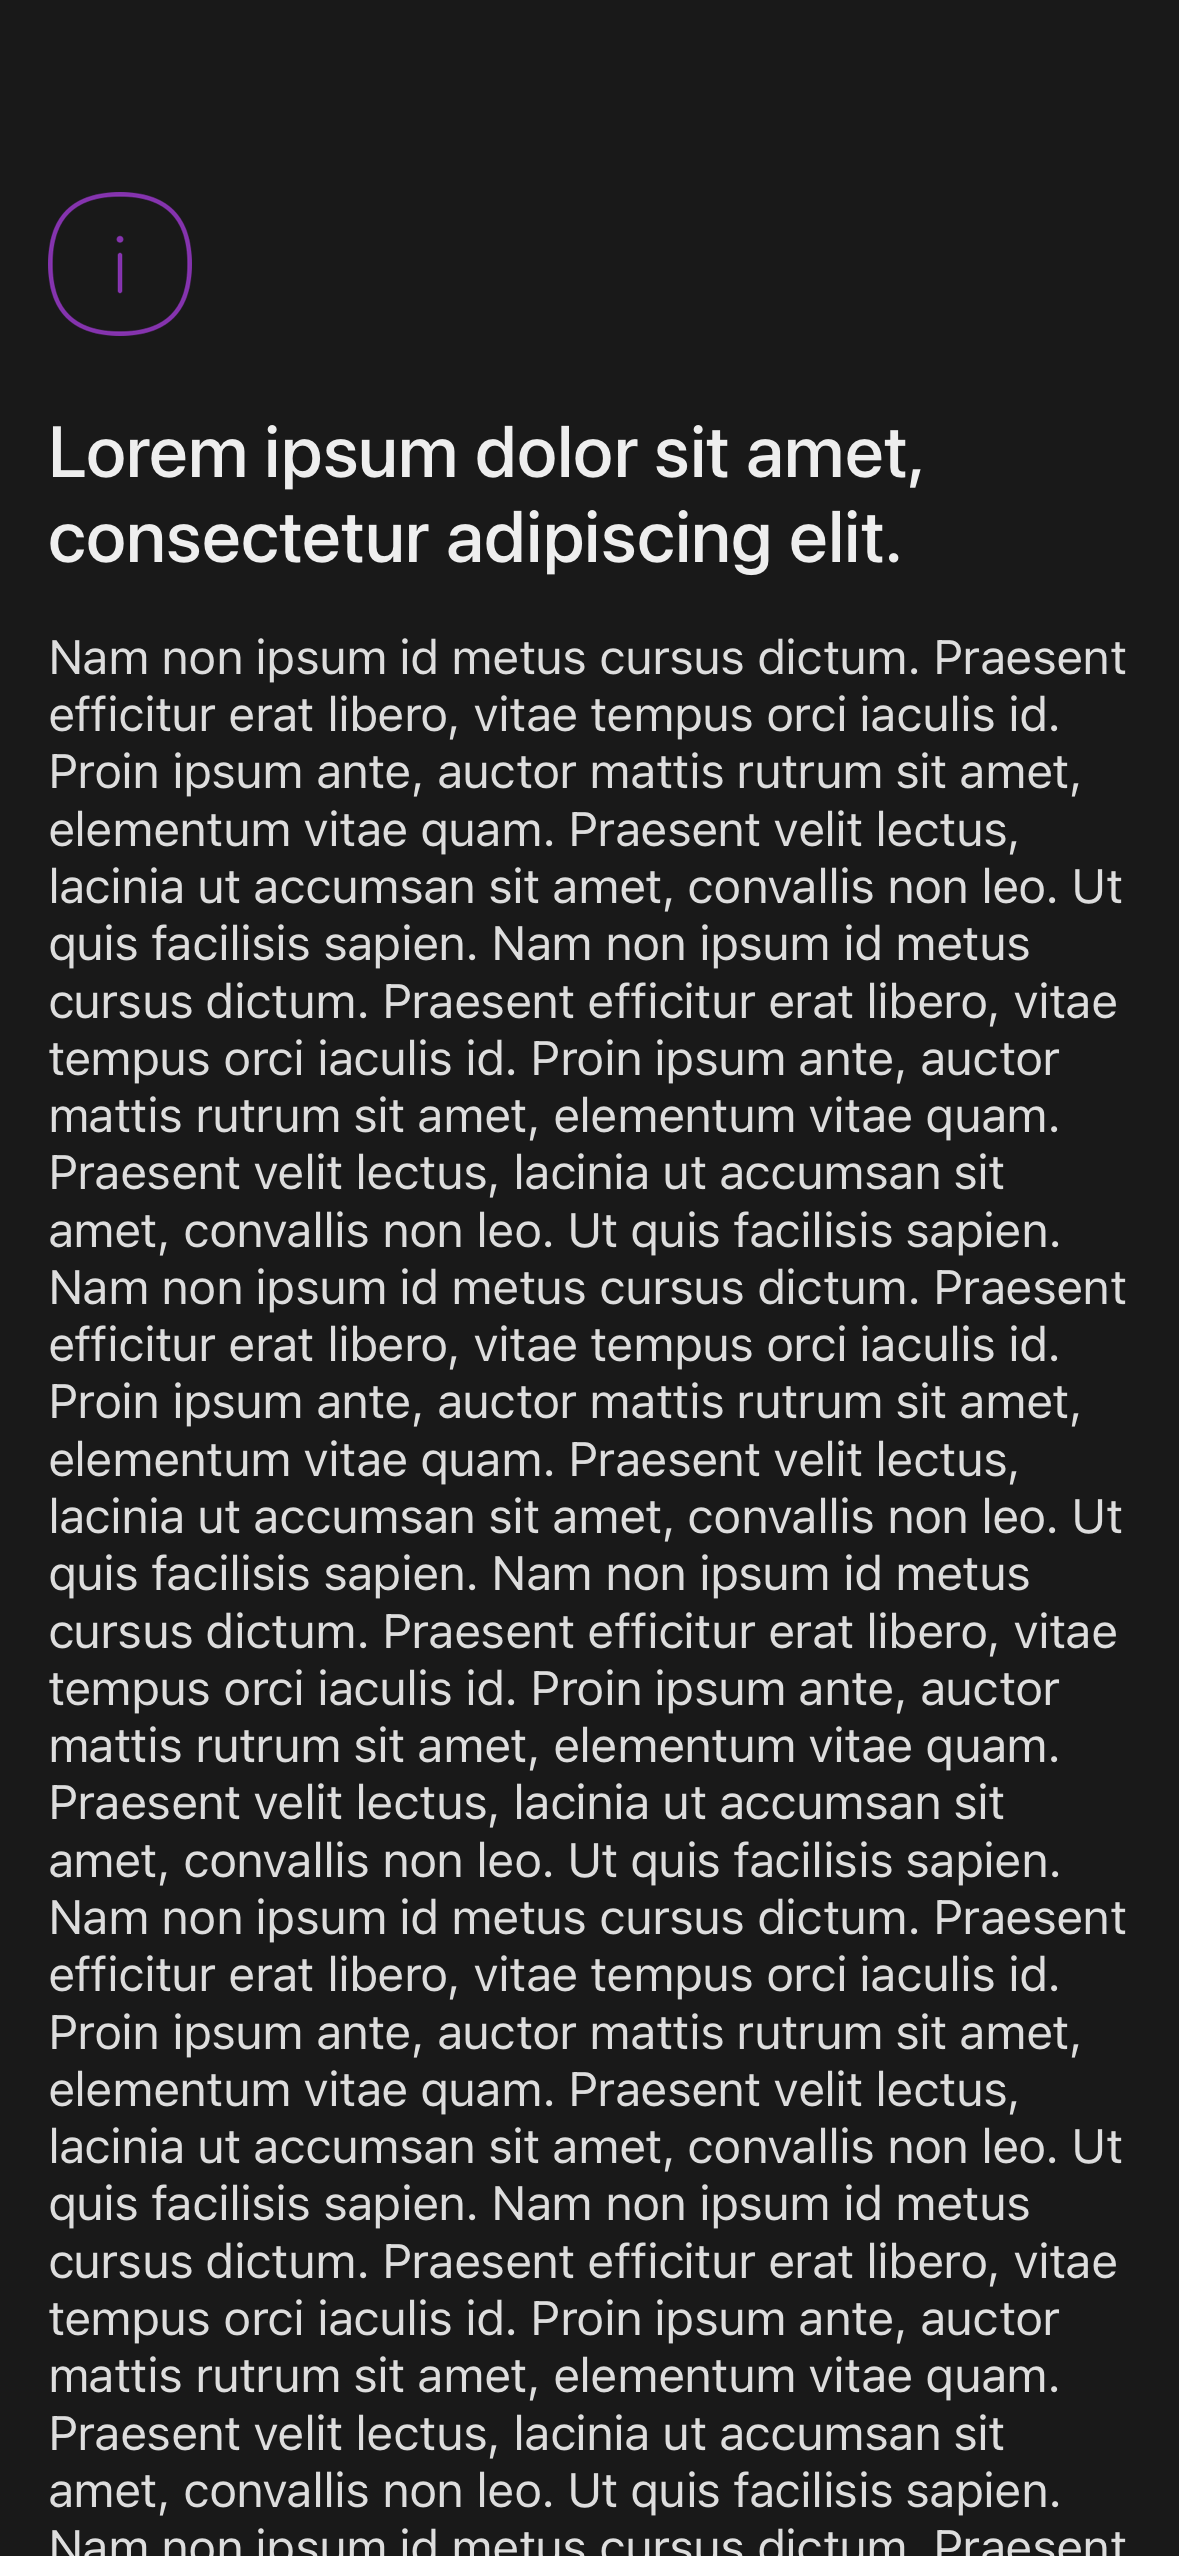 i
Lorem ipsum dolor sit amet,
consectetur adipiscing elit.
Nam non ipsum id metus cursus dictum. Praesent
efficitur erat libero, vitae tempus orci iaculis id.
Proin ipsum ante, auctor mattis rutrum sit amet,
elementum vitae quam. Praesent velit lectus,
lacinia ut accumsan sit amet, convallis non leo. Ut
quis facilisis sapien. Nam non ipsum id metus
cursus dictum. Praesent efficitur erat libero, vitae
tempus orci iaculis id. Proin ipsum ante, auctor
mattis rutrum sit amet, elementum vitae quam.
Praesent velit lectus, lacinia ut accumsan sit
amet, convallis non leo. Ut quis facilisis sapien.
Nam non ipsum id metus cursus dictum. Praesent
efficitur erat libero, vitae tempus orci iaculis id.
Proin ipsum ante, auctor mattis rutrum sit amet,
elementum vitae quam. Praesent velit lectus,
lacinia ut accumsan sit amet, convallis non leo. Ut
quis facilisis sapien. Nam non ipsum id metus
cursus dictum. Praesent efficitur erat libero, vitae
tempus orci iaculis id. Proin ipsum ante, auctor
mattis rutrum sit amet, elementum vitae quam.
Praesent velit lectus, lacinia ut accumsan sit
amet, convallis non leo. Ut quis facilisis sapien.
Nam non ipsum id metus cursus dictum. Praesent
efficitur erat libero, vitae tempus orci iaculis id.
Proin ipsum ante, auctor mattis rutrum sit amet,
elementum vitae quam. Praesent velit lectus,
lacinia ut accumsan sit amet, convallis non leo. Ut
quis facilisis sapien. Nam non ipsum id metus
cursus dictum. Praesent efficitur erat libero, vitae
tempus orci iaculis id. Proin ipsum ante, auctor
mattis rutrum sit amet, elementum vitae quam.
Praesent velit lectus, lacinia ut accumsan sit
amet, convallis non leo. Ut quis facilisis sapien.
Nam non ipsum id metus cursus dictum. Praesent